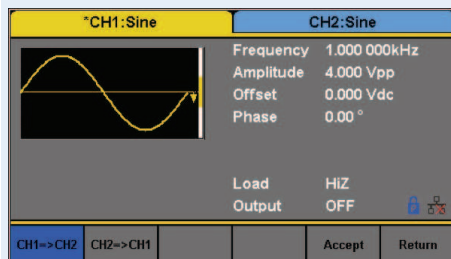 *CH1:Sine
CH2:Sine
Frequency 1.000 000kHz
Amplitude 4.000 Vpp
Offset 0.000 Vdc
Phase 0.00 °
Load HiZ
Output OFF
CH1=>CH2 CH2=>CH1 Accept Return